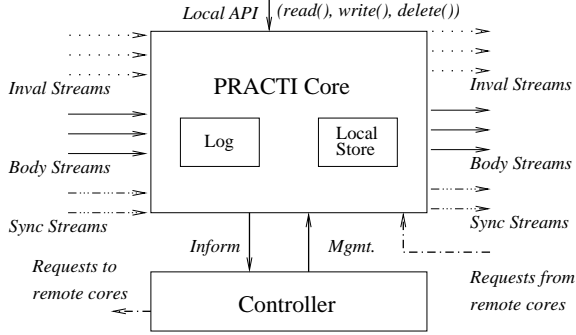 Local API (read(), write(), delete())
Inval Streams
PRACTI Core
Inval Streams
Log
Local
Store
Body Streams
Body Streams
Sync Streams
Sync Streams
Inform
Mgmt.
Requests to
remote cores
Controller
Requests from
remote cores